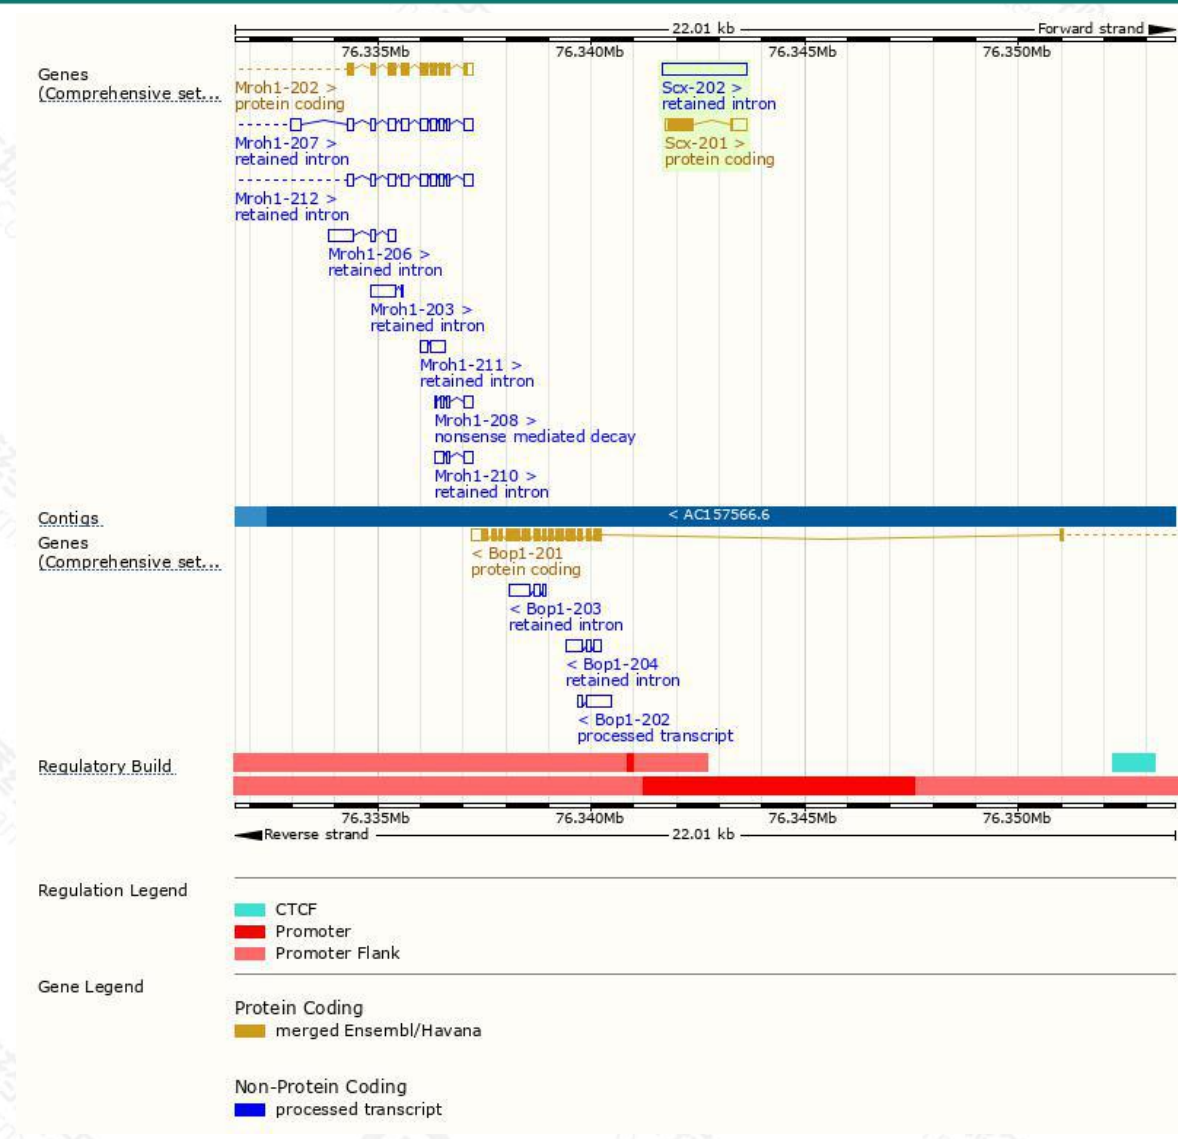 22.01 kb Forward strand
76.335Mb 76.340Mb 76.345Mb 76.350Mb
Genes
(Comprehensive set...
Mroh1-202 >
protein coding
Scx-202 >
retained intron
Mroh1-207 >
retained intron
Scx-201 >
protein coding
Mroh1-212 >
retained intron
Mroh1-206 >
retained intron
Mroh1-203 >
retained intron
Mroh1-211 >
retained intron
Mroh1-208 >
nonsense mediated decay
Mroh1-210 >
retained intron
Contigs
< AC157566.6
Genes
(Comprehensive set...
< Bop1-201
protein coding
< Bop1-203
retained intron
< Bop1-204
retained intron
< Bop1-202
processed transcript
Regulatory Build
76.335Mb 76.340Mb 76.345Mb 76.350Mb
Reverse strand 22.01 kb
Regulation Legend
CTCF
Promoter
Promoter Flank
Gene Legend
Protein Coding
merged Ensembl/Havana
Non-Protein Coding
processed transcript